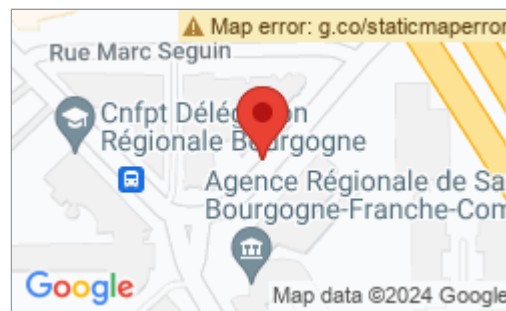 Map error: g.co/staticmaperror
Rue Marc Seguin
Cnfpt Délégation
Régionale Bourgogne
Agence Régionale de Sa
Bourgogne-Franche-Com
Google
Map data ©2024 Google